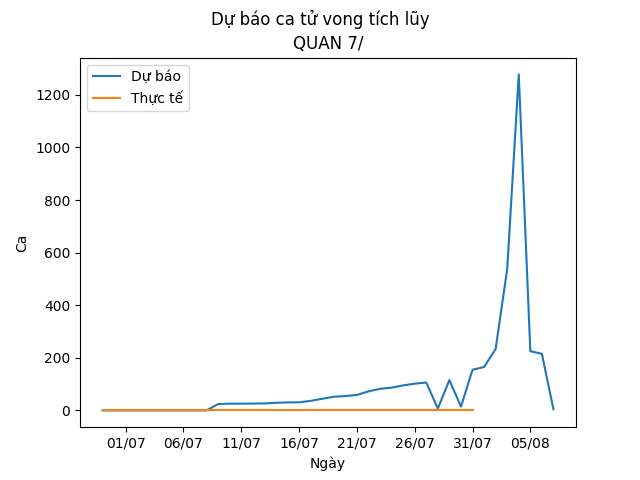 Dự báo ca tử vong tích lũy
QUAN 7/
Dự báo
Thực tế
1200
1000
800
600
400
200
0
Ca
01/07 06/07 11/07 16/07 21/07 26/07 31/07 05/08
Ngày